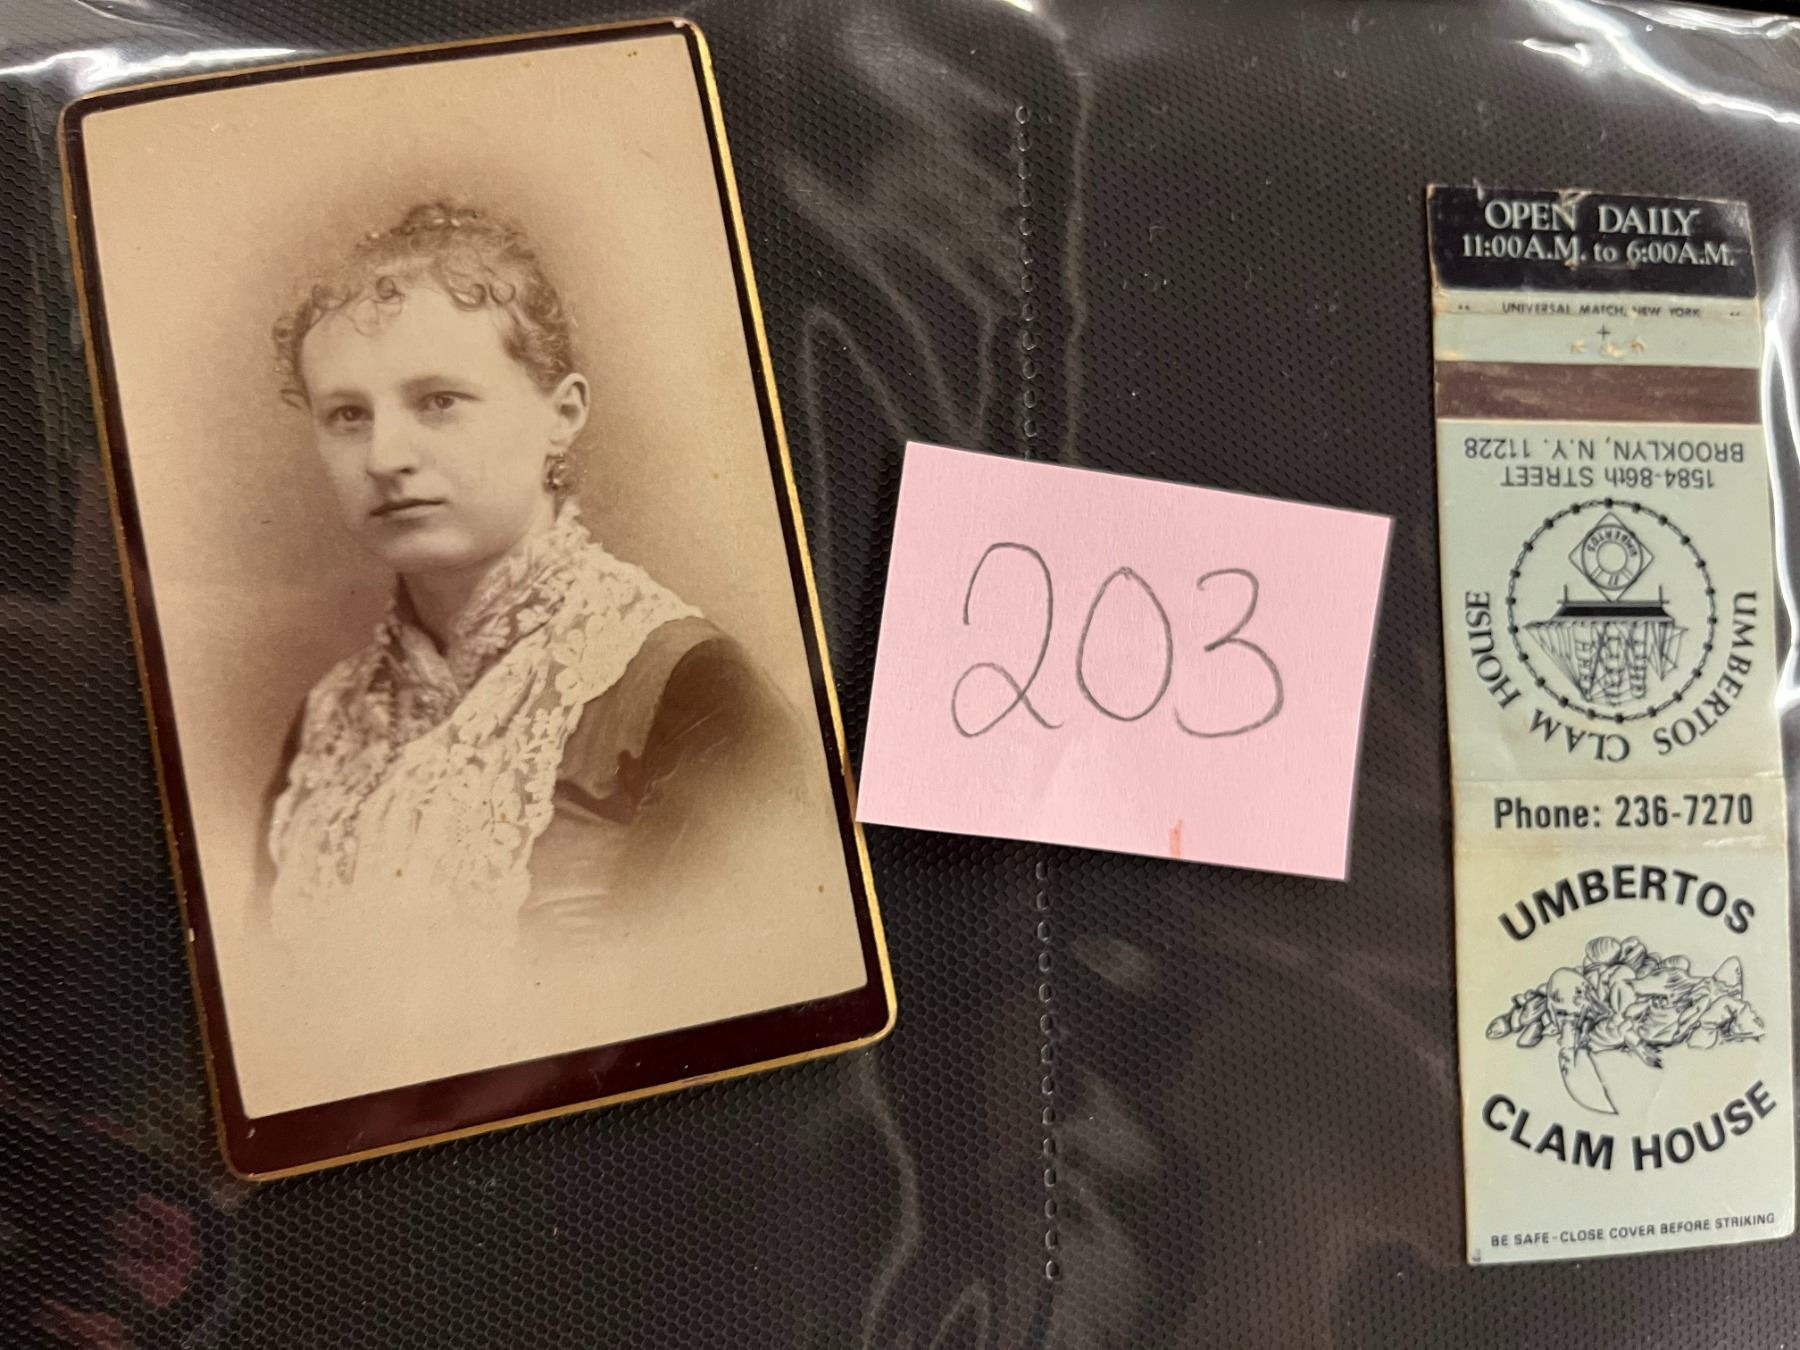 203
OPEN DAILY
11:00A.M. to 6:00A.M.
UNIVERSAL MATCH, NEW YORK
1584-86th STREET
BROOKLYN, N.Y. 11228
UMBERTOS
UMBERTOS CLAM HOUSE
Phone: 236-7270
UMBERTOS
CLAM HOUSE
BE SAFE-CLOSE COVER BEFORE STRIKING